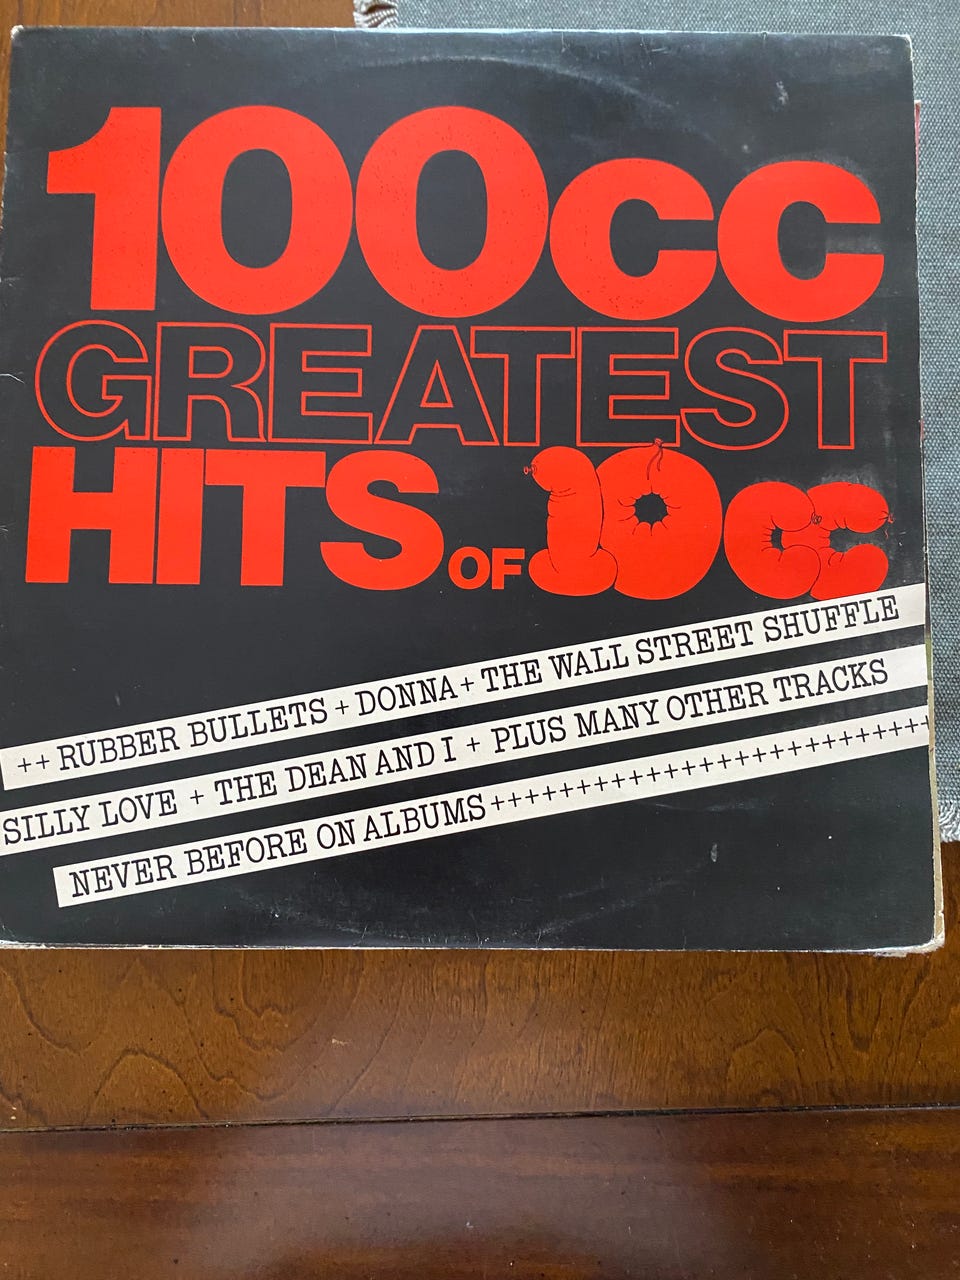 100cc
GREATEST
HITS OF 10cc
++ RUBBER BULLETS + DONNA + THE WALL STREET SHUFFLE
SILLY LOVE + THE DEAN AND I + PLUS MANY OTHER TRACKS
NEVER BEFORE ON ALBUMS +++++++++++++++++++++++++